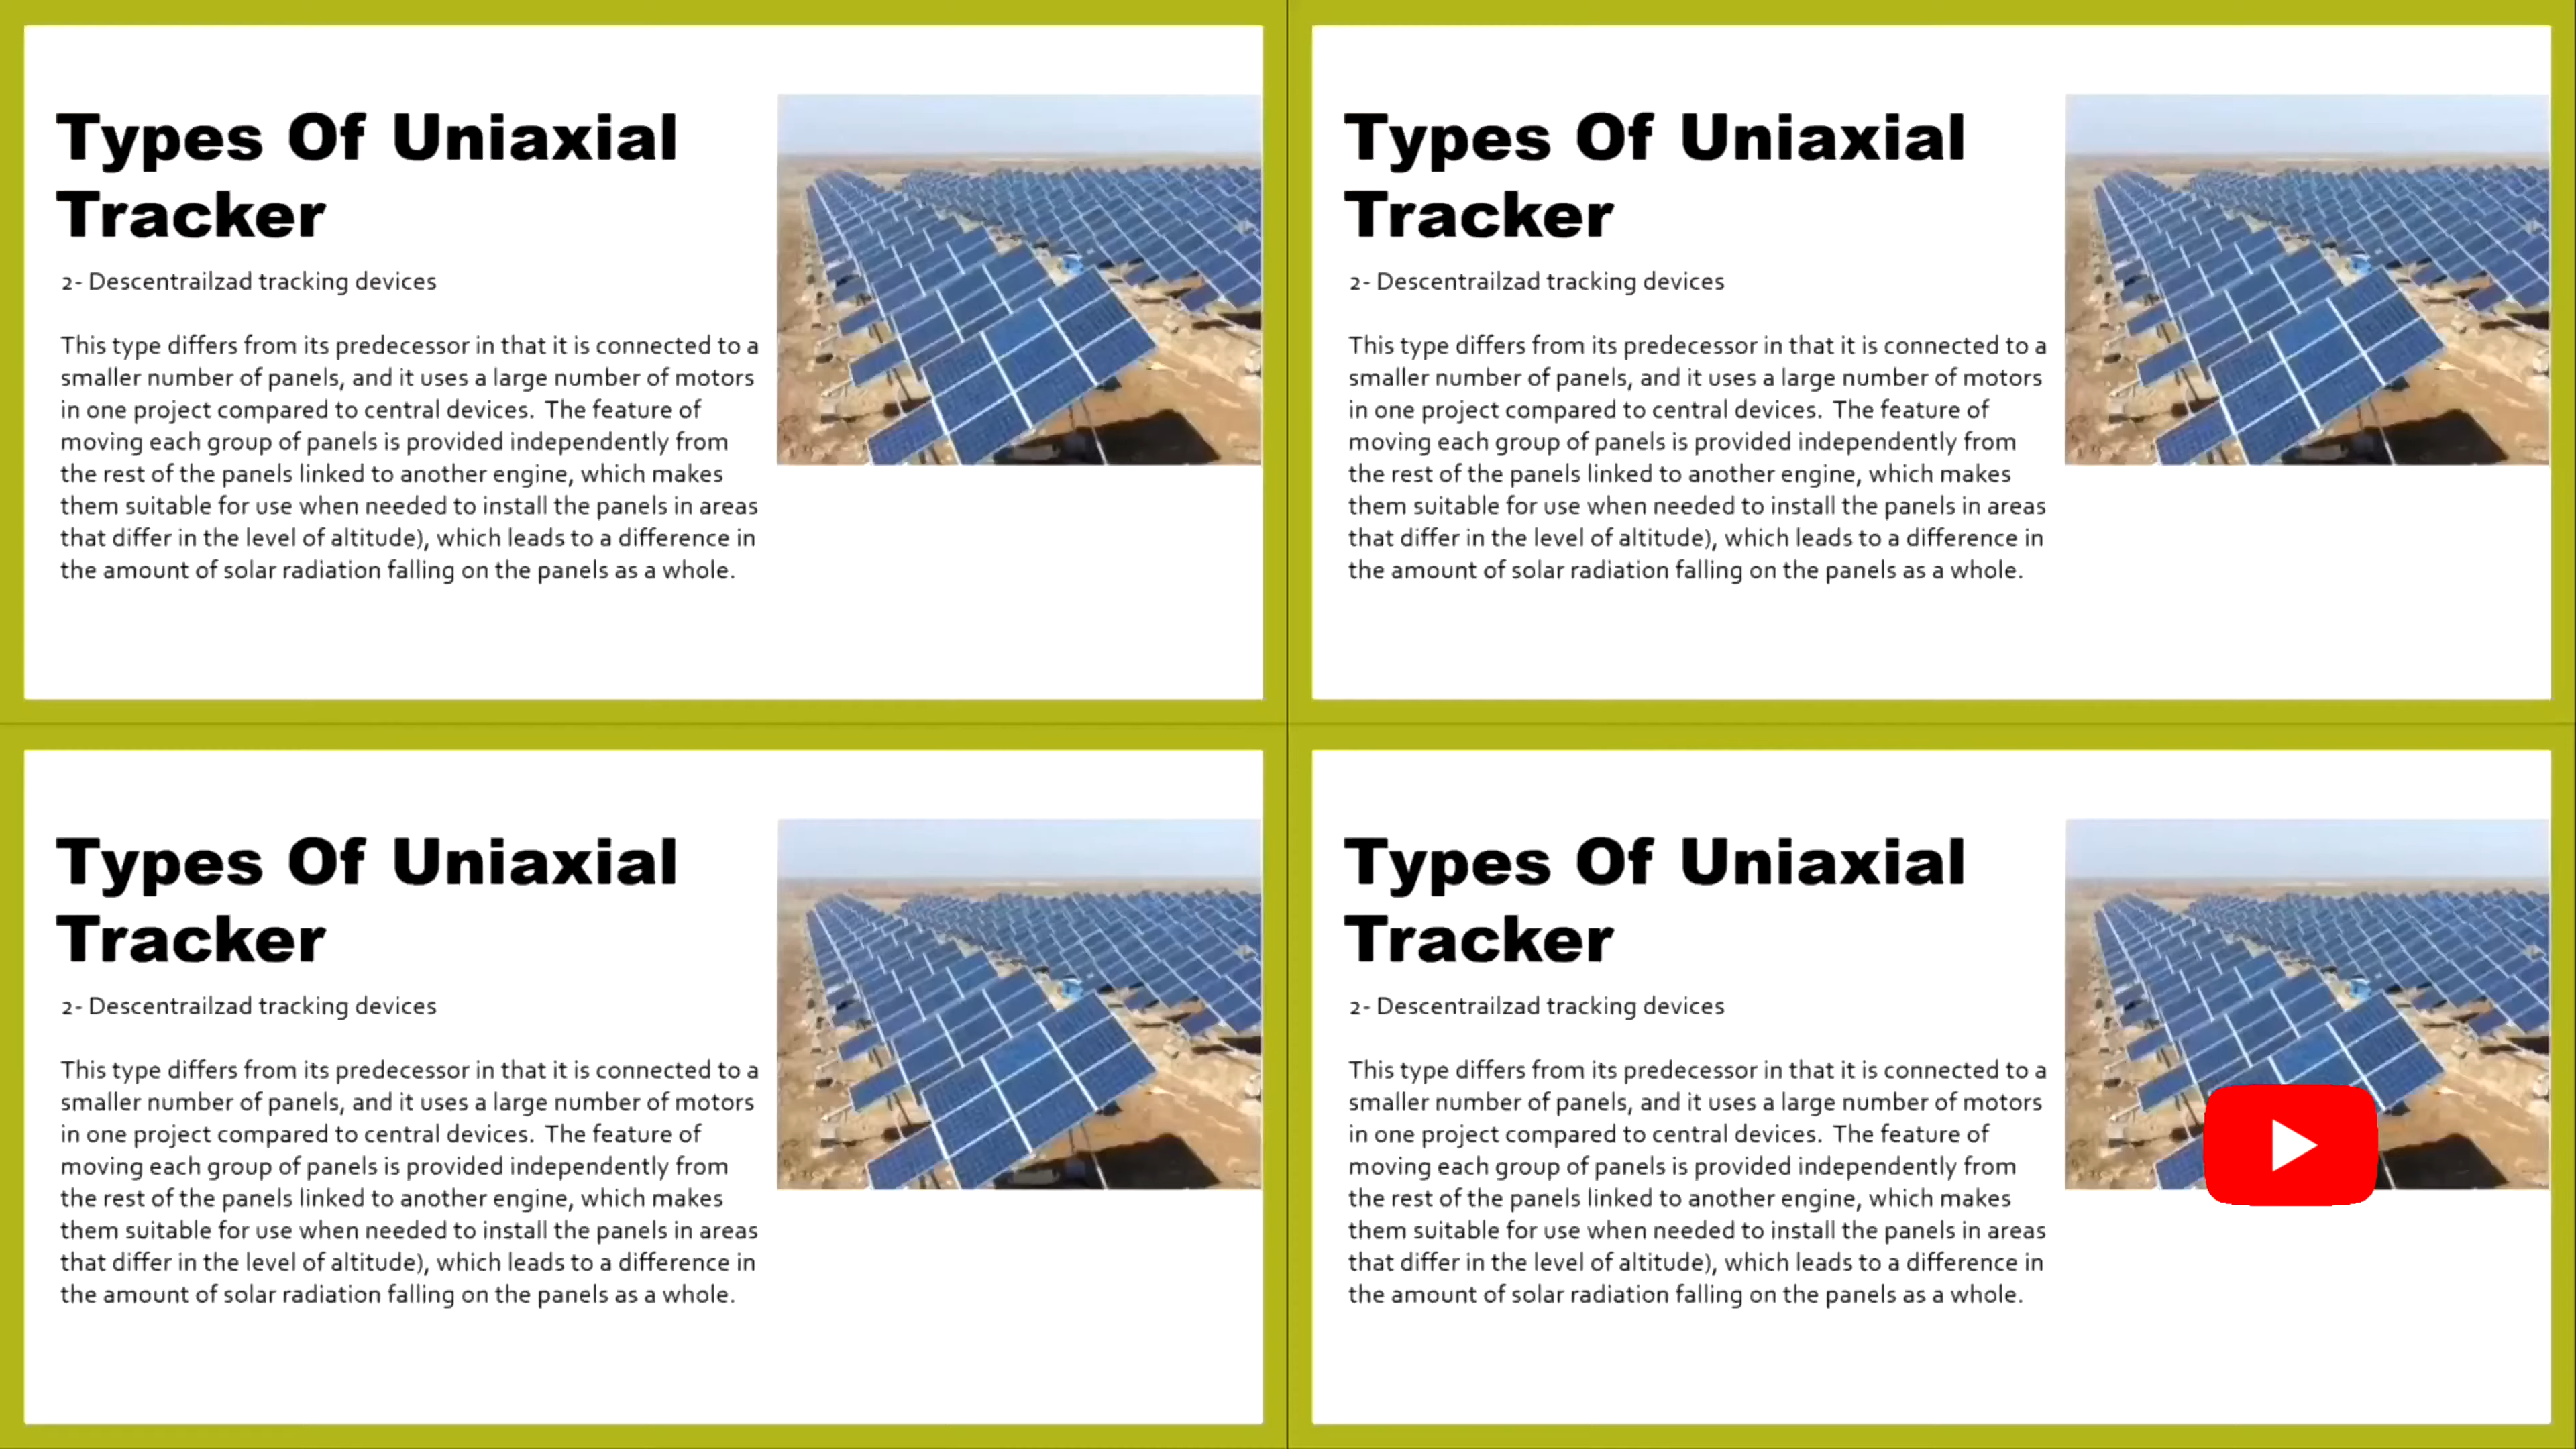 Types Of Uniaxial
Tracker
2- Descentrailzad tracking devices
This type differs from its predecessor in that it is connected to a
smaller number of panels, and it uses a large number of motors
in one project compared to central devices. The feature of
moving each group of panels is provided independently from
the rest of the panels linked to another engine, which makes
them suitable for use when needed to install the panels in areas
that differ in the level of altitude), which leads to a difference in
the amount of solar radiation falling on the panels as a whole.
Types Of Uniaxial
Tracker
2- Descentrailzad tracking devices
This type differs from its predecessor in that it is connected to a
smaller number of panels, and it uses a large number of motors
in one project compared to central devices. The feature of
moving each group of panels is provided independently from
the rest of the panels linked to another engine, which makes
them suitable for use when needed to install the panels in areas
that differ in the level of altitude), which leads to a difference in
the amount of solar radiation falling on the panels as a whole.
Types Of Uniaxial
Tracker
2- Descentrailzad tracking devices
This type differs from its predecessor in that it is connected to a
smaller number of panels, and it uses a large number of motors
in one project compared to central devices. The feature of
moving each group of panels is provided independently from
the rest of the panels linked to another engine, which makes
them suitable for use when needed to install the panels in areas
that differ in the level of altitude), which leads to a difference in
the amount of solar radiation falling on the panels as a whole.
Types Of Uniaxial
Tracker
2- Descentrailzad tracking devices
This type differs from its predecessor in that it is connected to a
smaller number of panels, and it uses a large number of motors
in one project compared to central devices. The feature of
moving each group of panels is provided independently from
the rest of the panels linked to another engine, which makes
them suitable for use when needed to install the panels in areas
that differ in the level of altitude), which leads to a difference in
the amount of solar radiation falling on the panels as a whole.